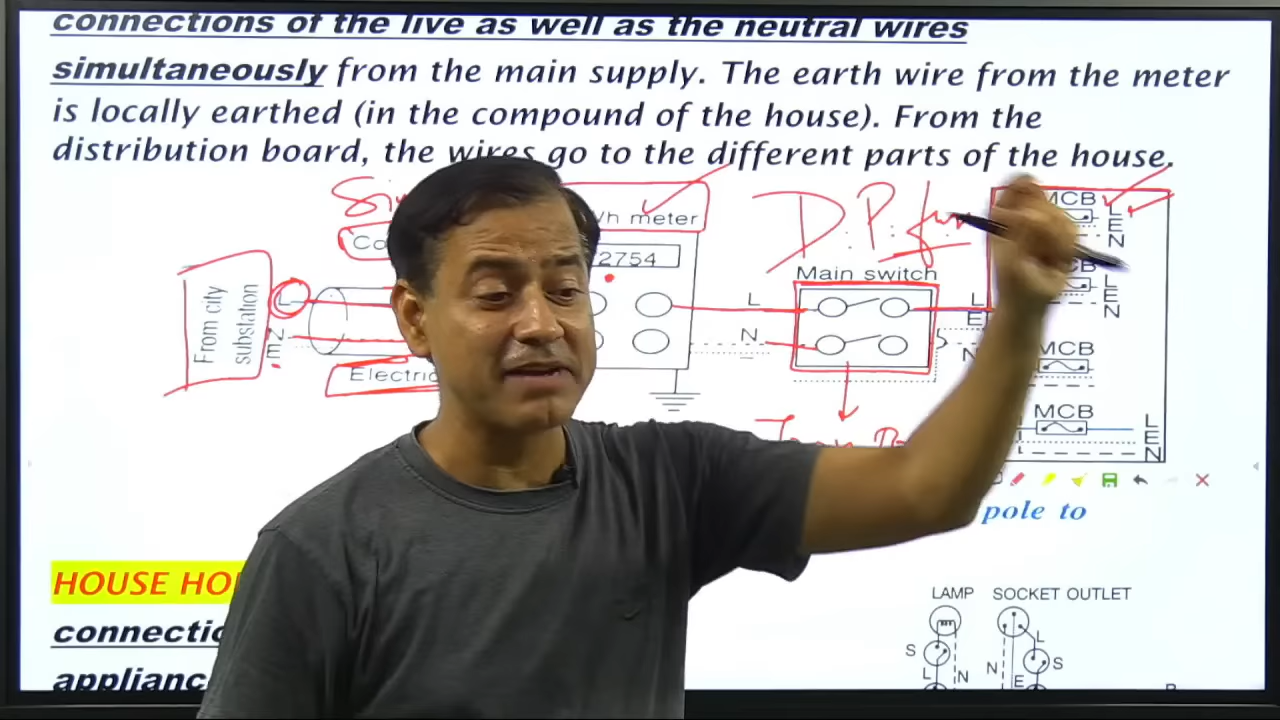 connections of the live as well as the neutral wires
simultaneously from the main supply. The earth wire from the meter
is locally earthed (in the compound of the house). From the
distribution board, the wires go to the different parts of the house.
Wh meter
2754
D.P.
Main switch
From city
substation
L
N
E
Electric
L
N
L
E
N
MCB
L
E
N
L
E
N
MCB
MCB
L
E
N
pole to
HOUSE HO
connectio
applianc
LAMP SOCKET OUTLET
S
L
N
N
E
L
S